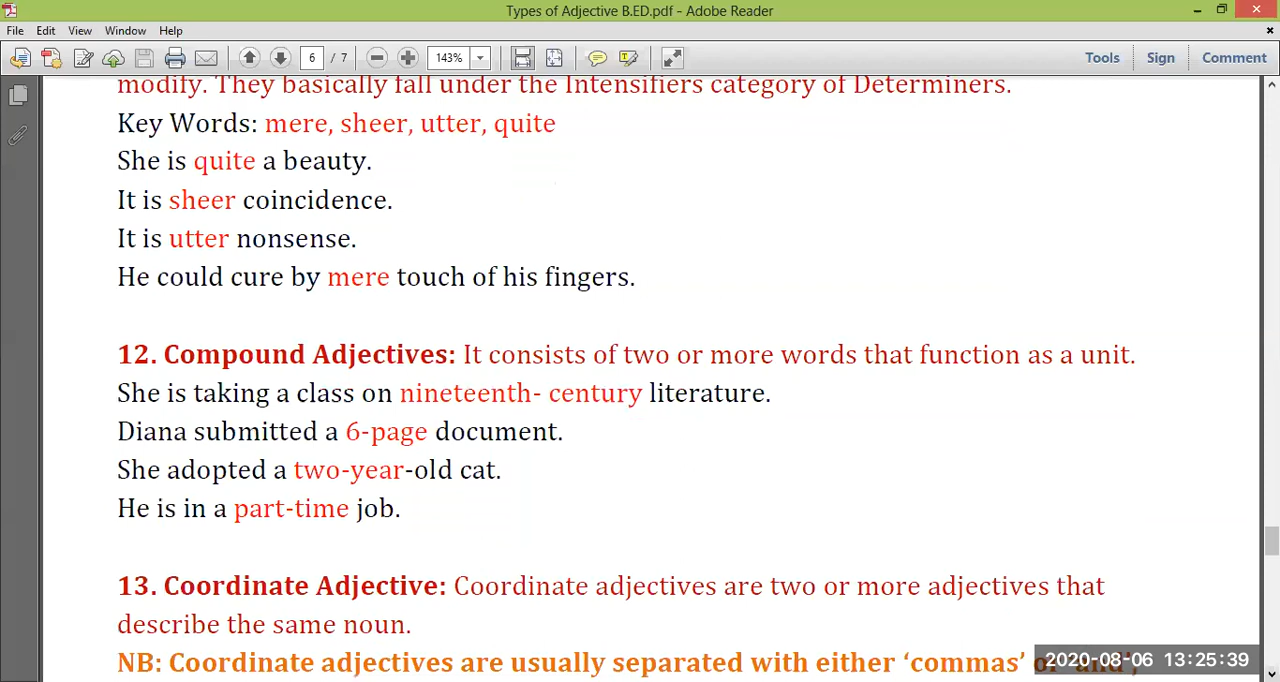 Types of Adjective B.ED.pdf - Adobe Reader
File Edit View Window Help
6 / 7 143% Tools Sign Comment
modify. They basically fall under the Intensifiers category of Determiners.
Key Words: mere, sheer, utter, quite
She is quite a beauty.
It is sheer coincidence.
It is utter nonsense.
He could cure by mere touch of his fingers.
12. Compound Adjectives: It consists of two or more words that function as a unit.
She is taking a class on nineteenth- century literature.
Diana submitted a 6-page document.
She adopted a two-year-old cat.
He is in a part-time job.
13. Coordinate Adjective: Coordinate adjectives are two or more adjectives that
describe the same noun.
NB: Coordinate adjectives are usually separated with either ‘commas’ or ‘and’,
2020-08-06 13:25:39